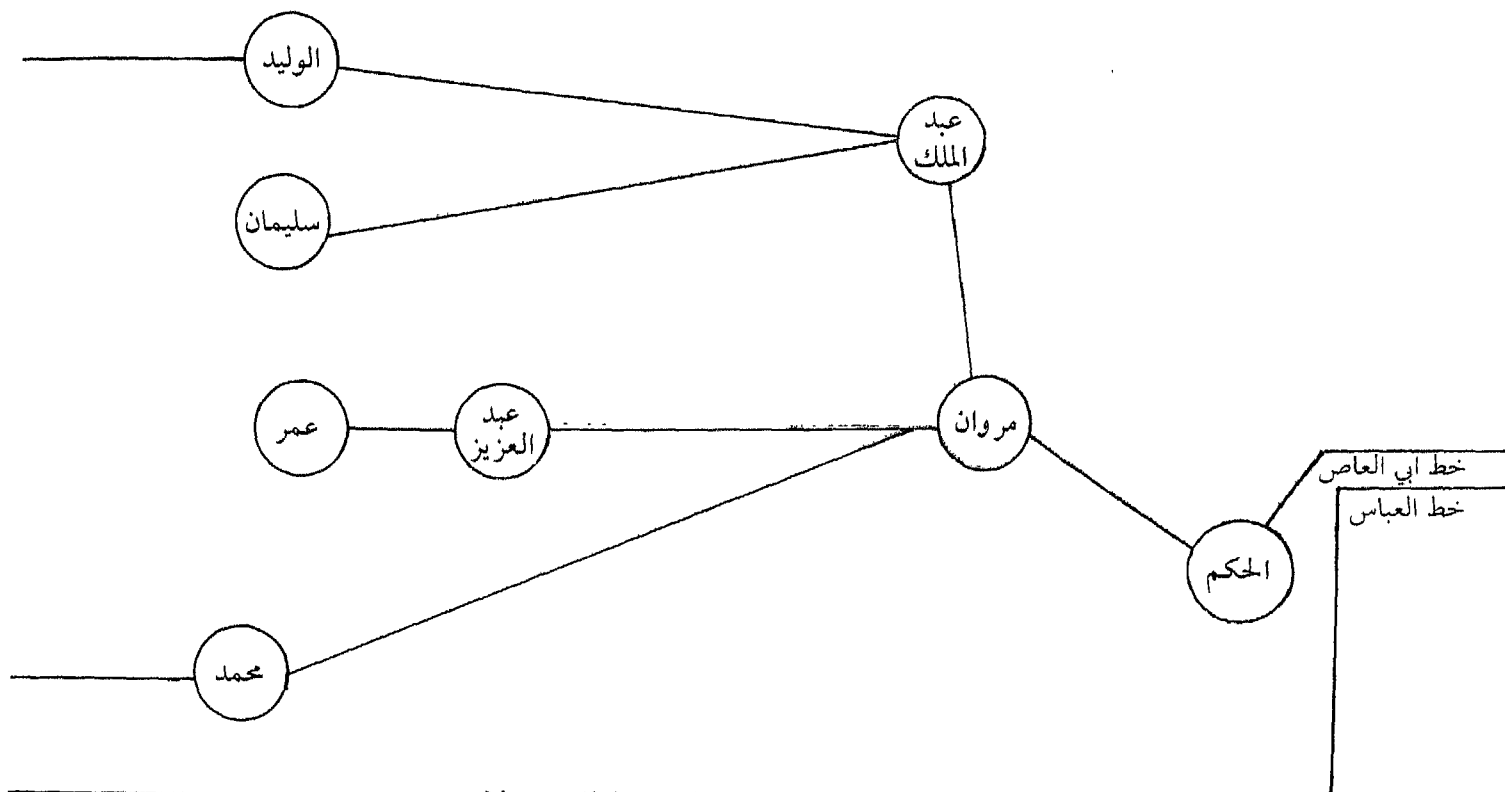 الوليد
عبد
الملك
سليمان
مروان
عبد
العزيز
عمر
خط ابي العاص
خط العباس
الحكم
محمد